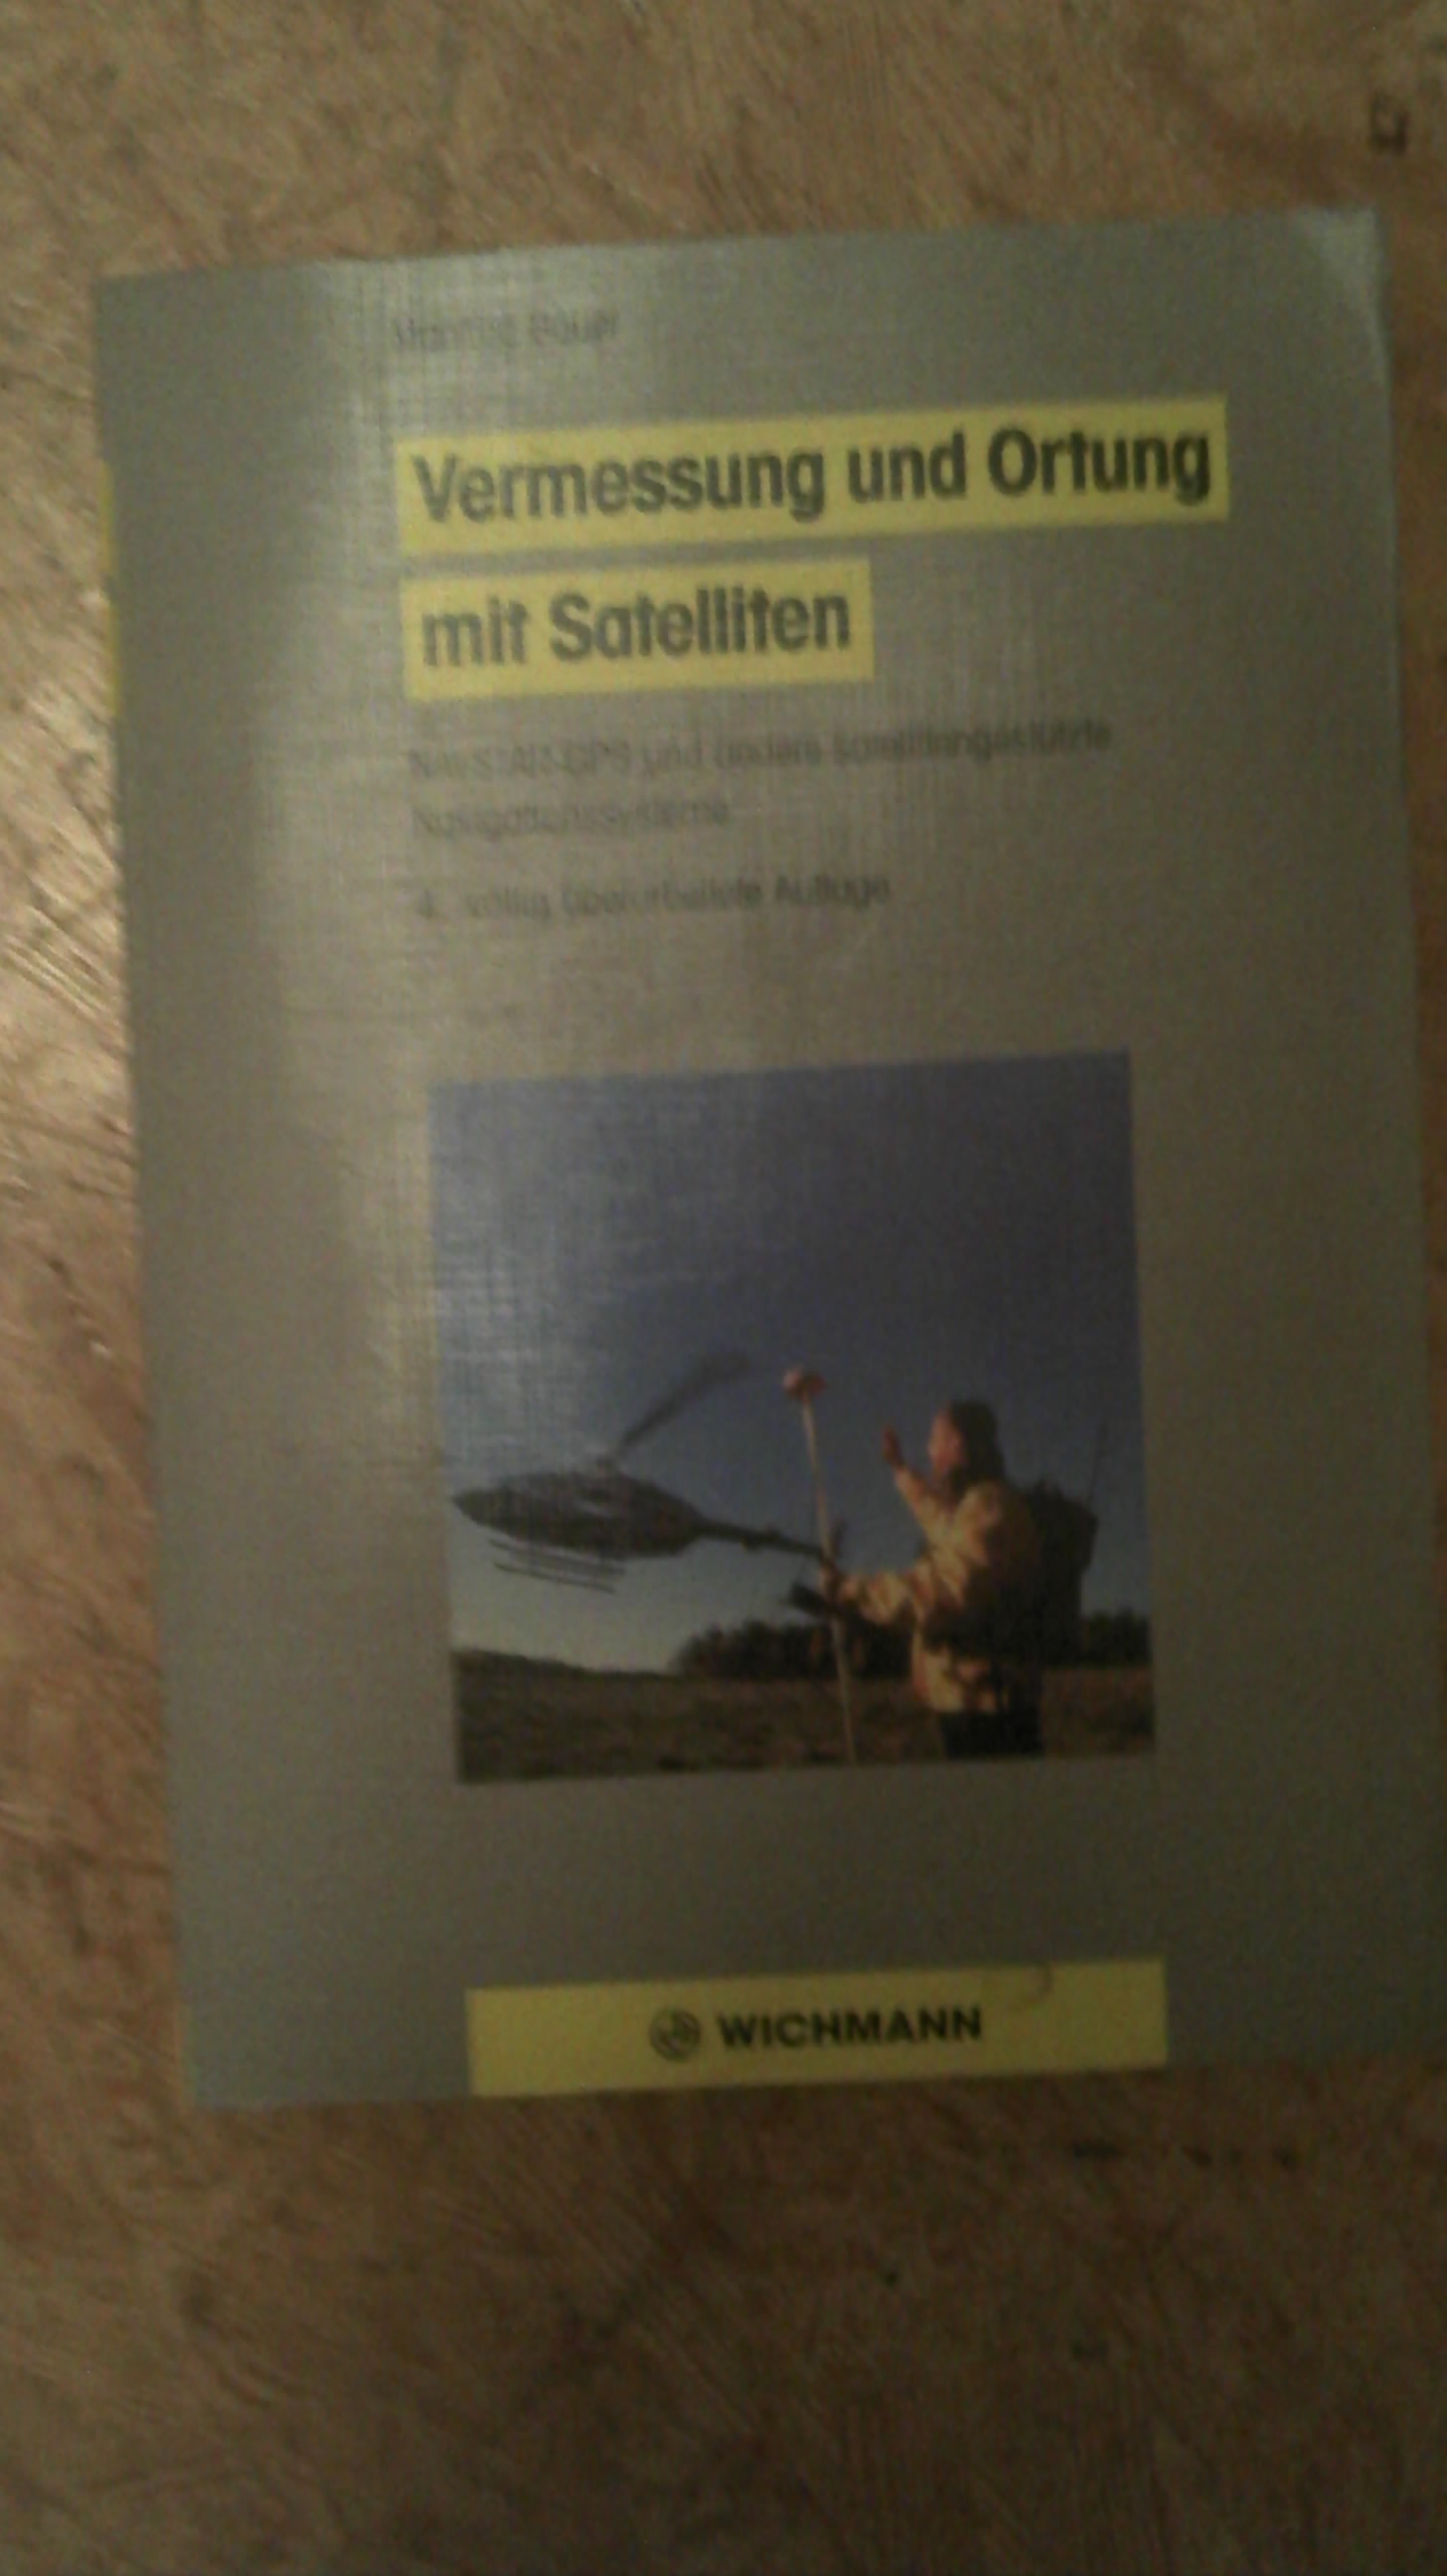 Manfred Bauer
Vermessung und Ortung
mit Satelliten
NAVSTAR-GPS und andere satellitengestützte
Navigationssysteme
4., völlig überarbeitete Auflage
WICHMANN